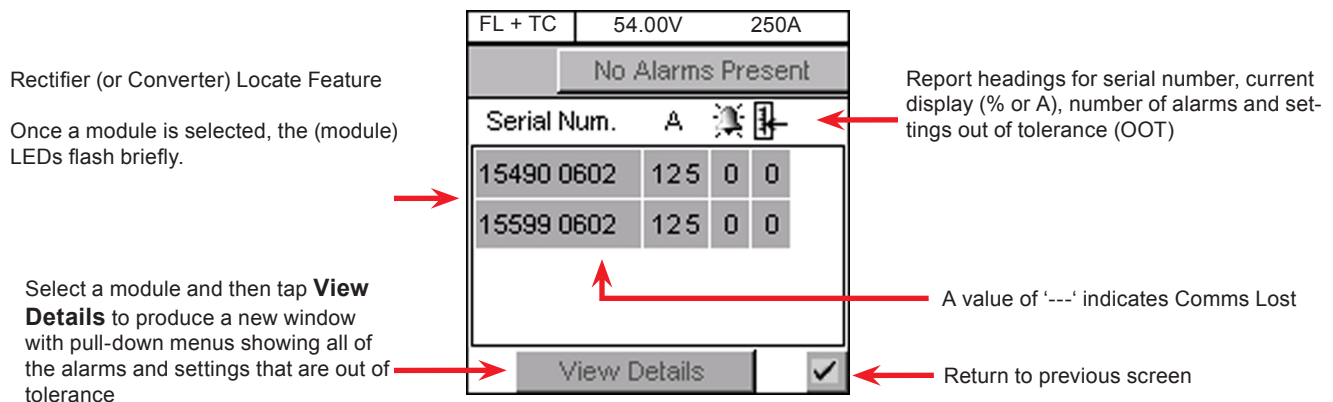 Rectifier (or Converter) Locate Feature
Once a module is selected, the (module)
LEDs flash briefly.
Select a module and then tap View
Details to produce a new window
with pull-down menus showing all of
the alarms and settings that are out of
tolerance
FL + TC 54.00V 250A
No Alarms Present
Serial Num. A
15490 0602 125 0 0
15599 0602 125 0 0
View Details
Report headings for serial number, current
display (% or A), number of alarms and set-
tings out of tolerance (OOT)
A value of ‘---‘ indicates Comms Lost
Return to previous screen